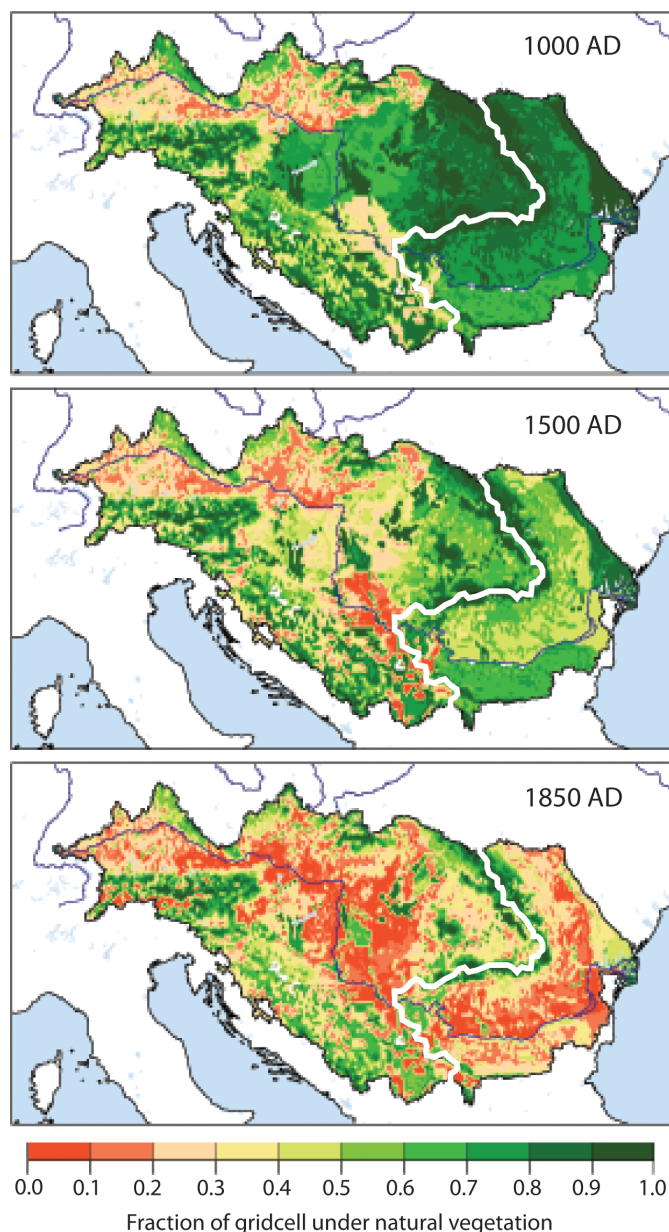 1000 AD
1500 AD
1850 AD
0.0 0.1 0.2 0.3 0.4 0.5 0.6 0.7 0.8 0.9 1.0
Fraction of gridcell under natural vegetation